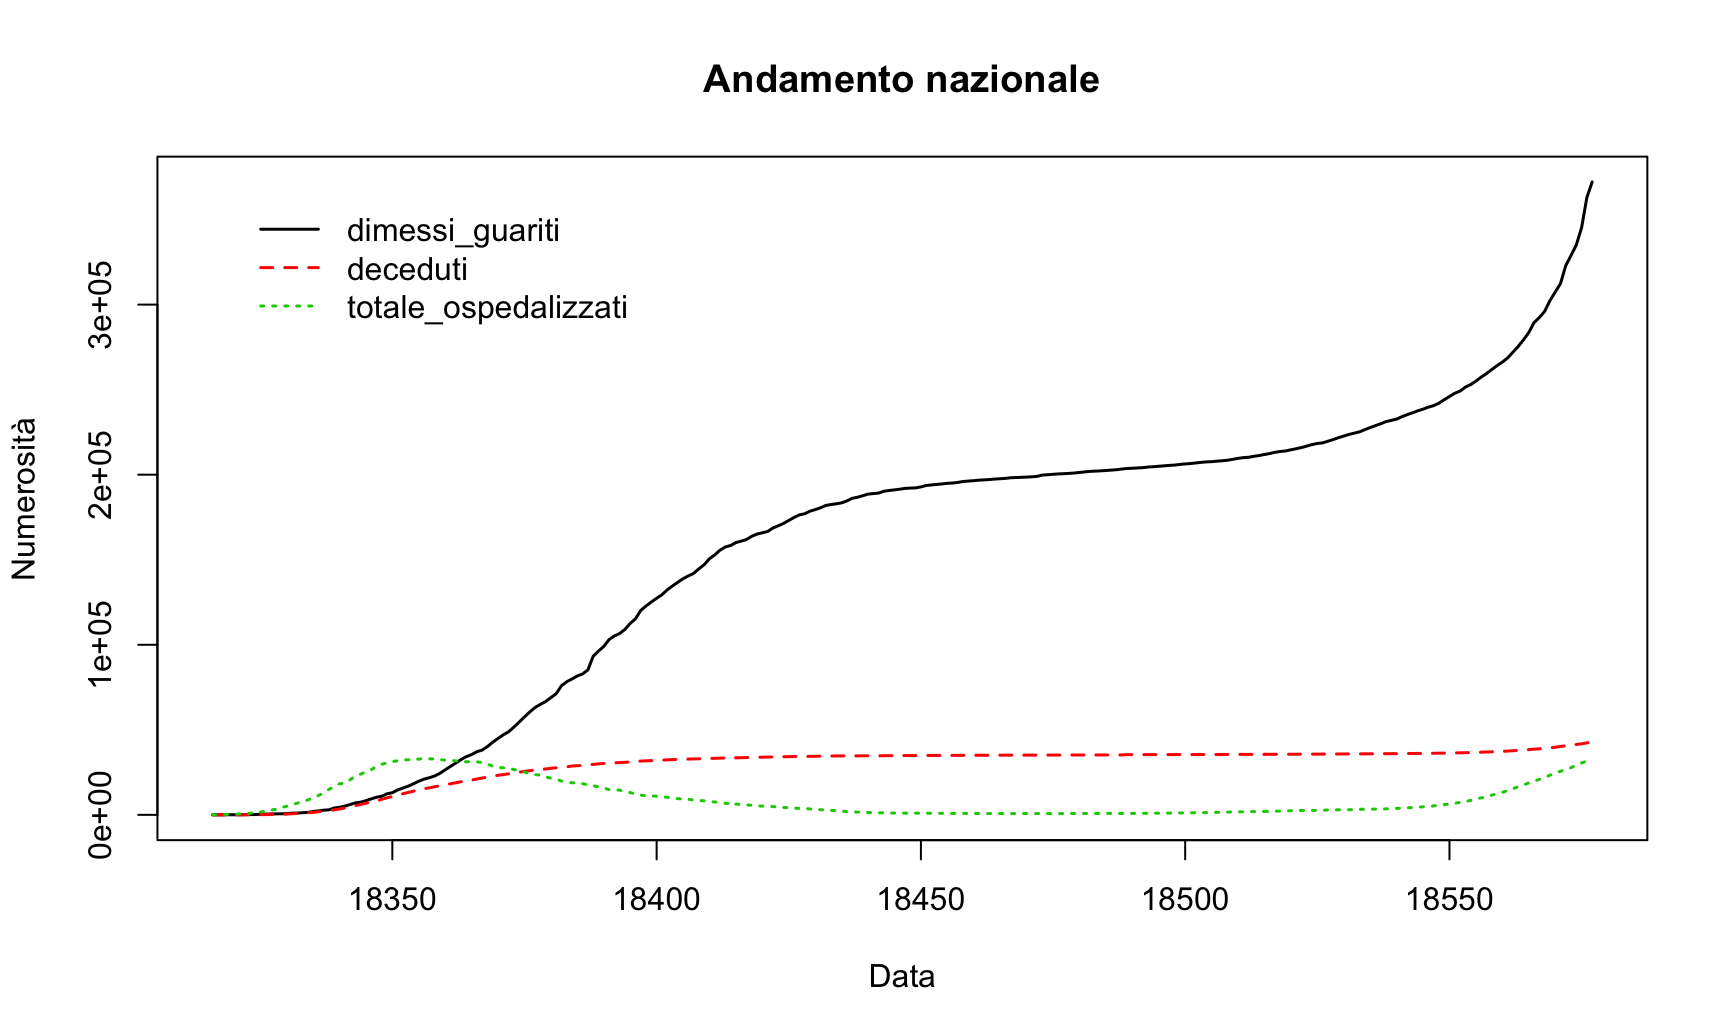 Andamento nazionale
dimessi_guariti
deceduti
totale_ospedalizzati
Numerosità
3e+05
2e+05
1e+05
0e+00
18350 18400 18450 18500 18550
Data